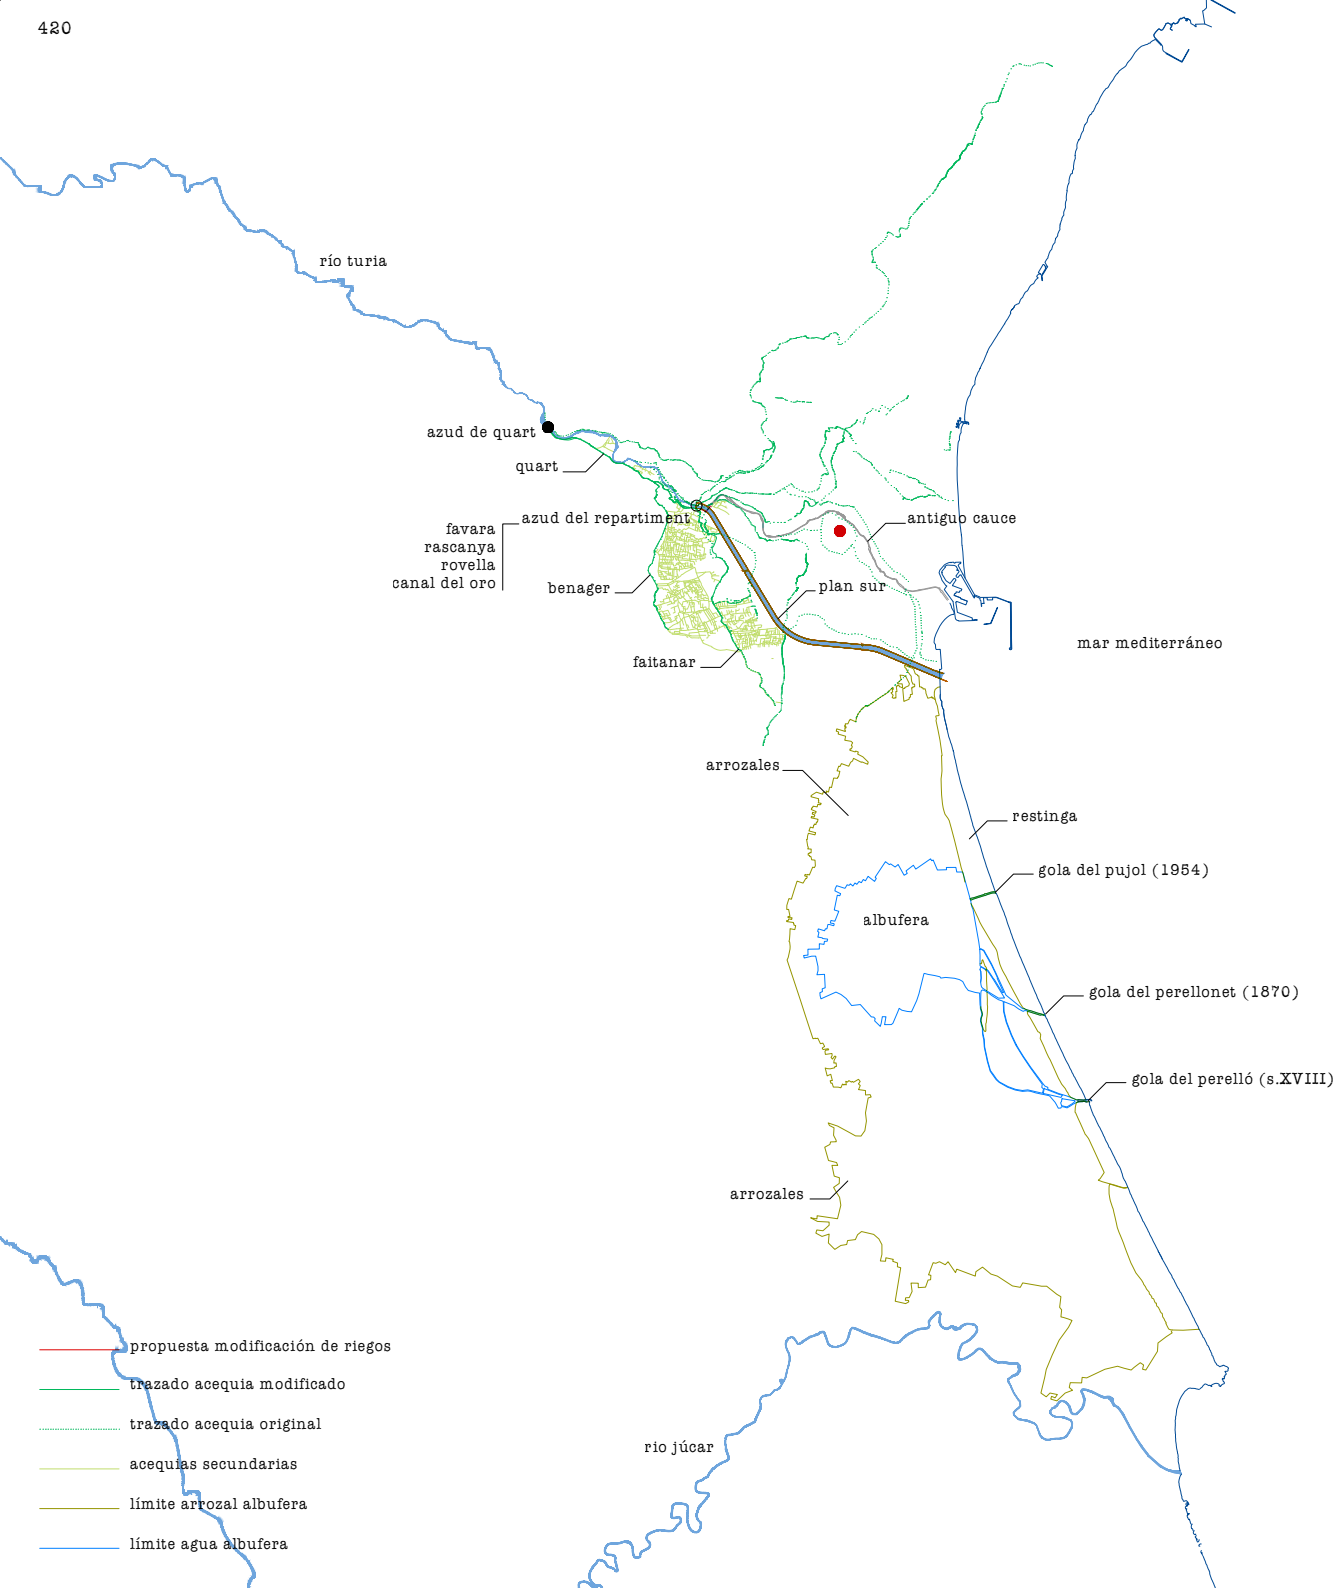 420
río turia
azud de quart
quart
azud del repartiment
antiguo cauce
favara
rascanya
rovella
canal del oro
benager
plan sur
mar mediterráneo
faitanar
arrozales
restinga
gola del pujol (1954)
albufera
gola del perellonet (1870)
gola del perelló (s.XVIII)
arrozales
propuesta modificación de riegos
trazado acequia modificado
trazado acequia original
rio júcar
acequias secundarias
límite arrozal albufera
límite agua albufera